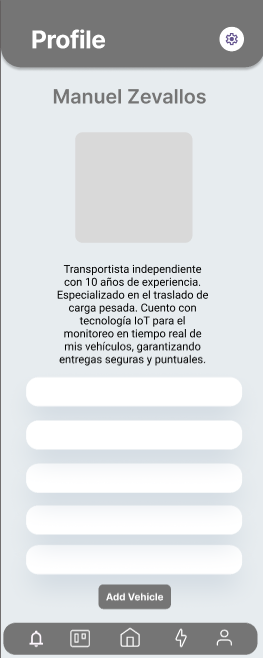 Profile
Manuel Zevallos
Transportista independiente
con 10 años de experiencia.
Especializado en el traslado de
carga pesada. Cuento con
tecnología IoT para el
monitoreo en tiempo real de
mis vehículos, garantizando
entregas seguras y puntuales.
Add Vehicle